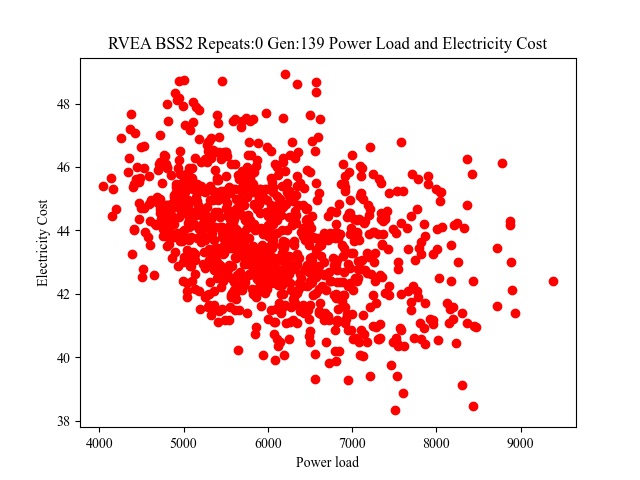 RVEA BSS2 Repeats:0 Gen:139 Power Load and Electricity Cost
Electricity Cost
48
46
44
42
40
38
4000 5000 6000 7000 8000 9000
Power load